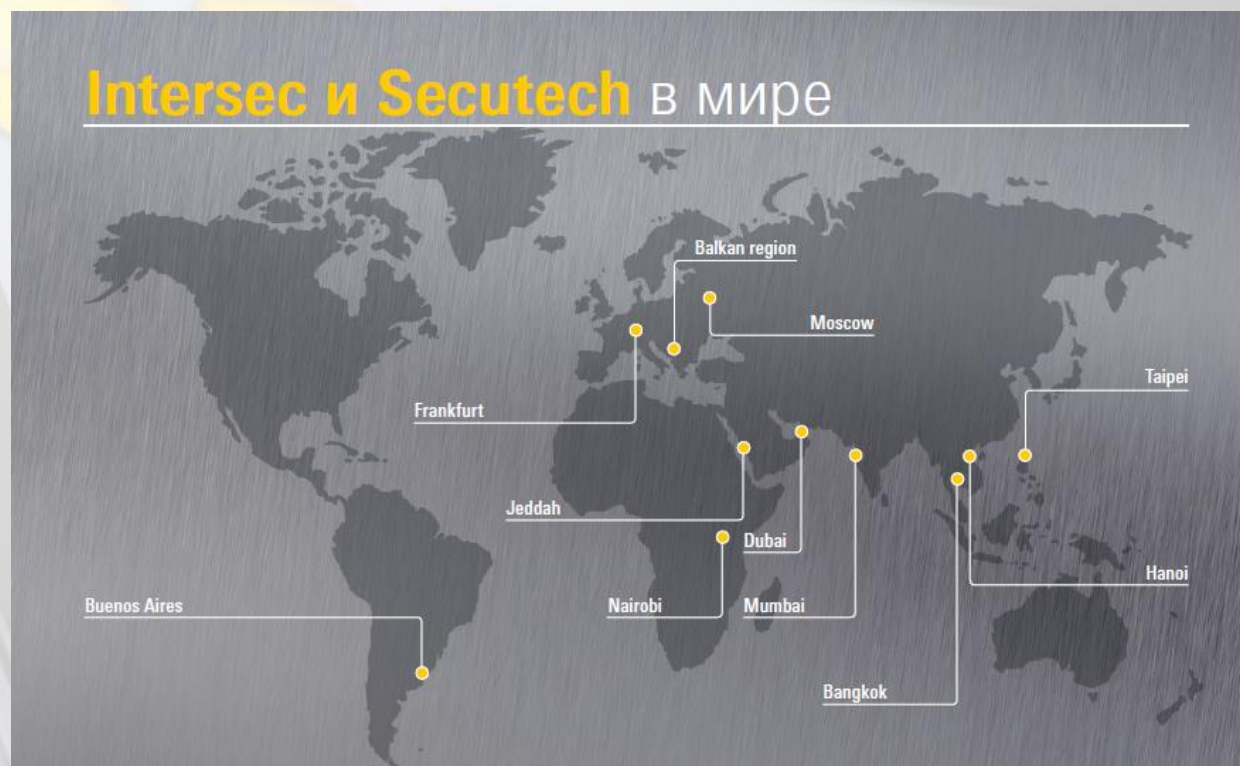 Intersec и Secutech в мире
Balkan region
Moscow
Taipei
Frankfurt
Jeddah
Dubai
Hanoi
Buenos Aires
Nairobi
Mumbai
Bangkok